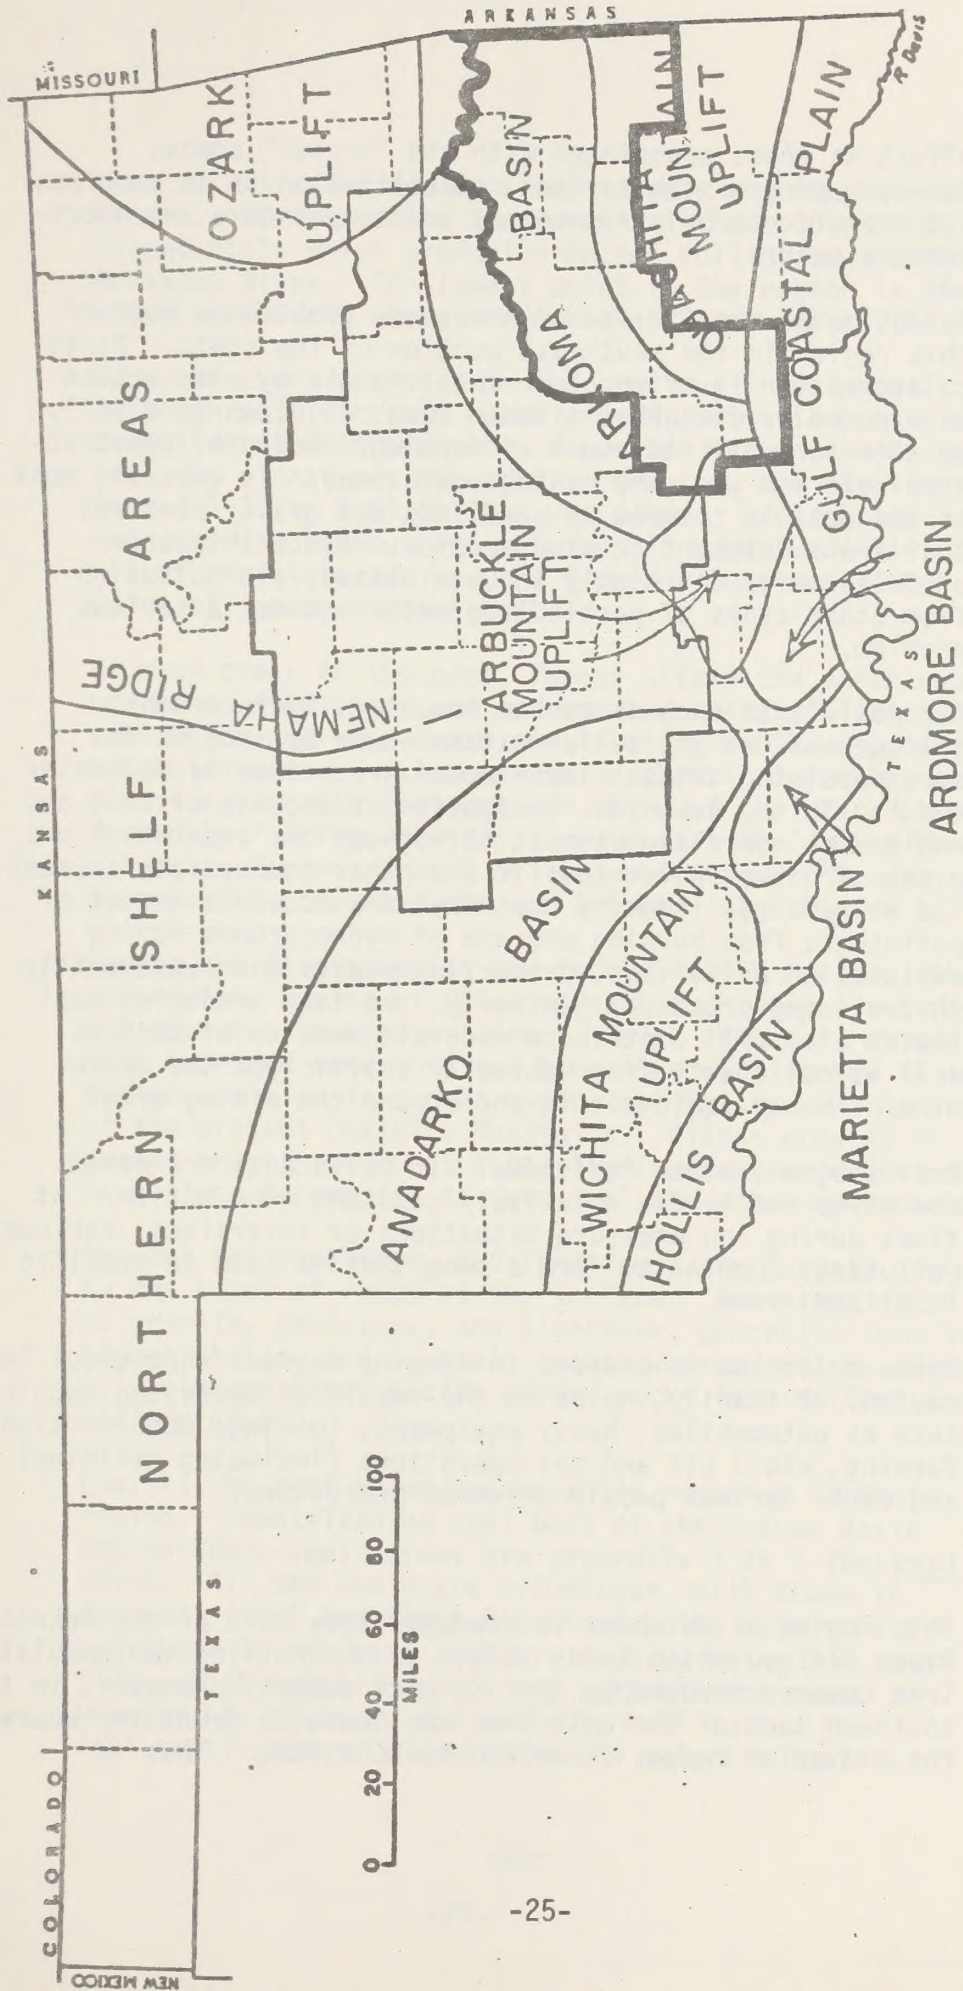 COLORADO
KANSAS
MISSOURI
NEW MEXICO
TEXAS
ARKANSAS
NORTHERN SHELF AREAS
NEMAHA RIDGE
OZARK
UPLIFT
ANADARKO
BASIN
ARBUCKLE
MOUNTAIN
UPLIFT
ARKOMA
BASIN
WICHITA
MOUNTAIN
UPLIFT
OUACHITA
MOUNTAIN
UPLIFT
HOLLIS
BASIN
GULF COASTAL PLAIN
MARIETTA BASIN
TEXAS
ARDMORE BASIN
R Davis
0 20 40 60 80 100
MILES
-25-